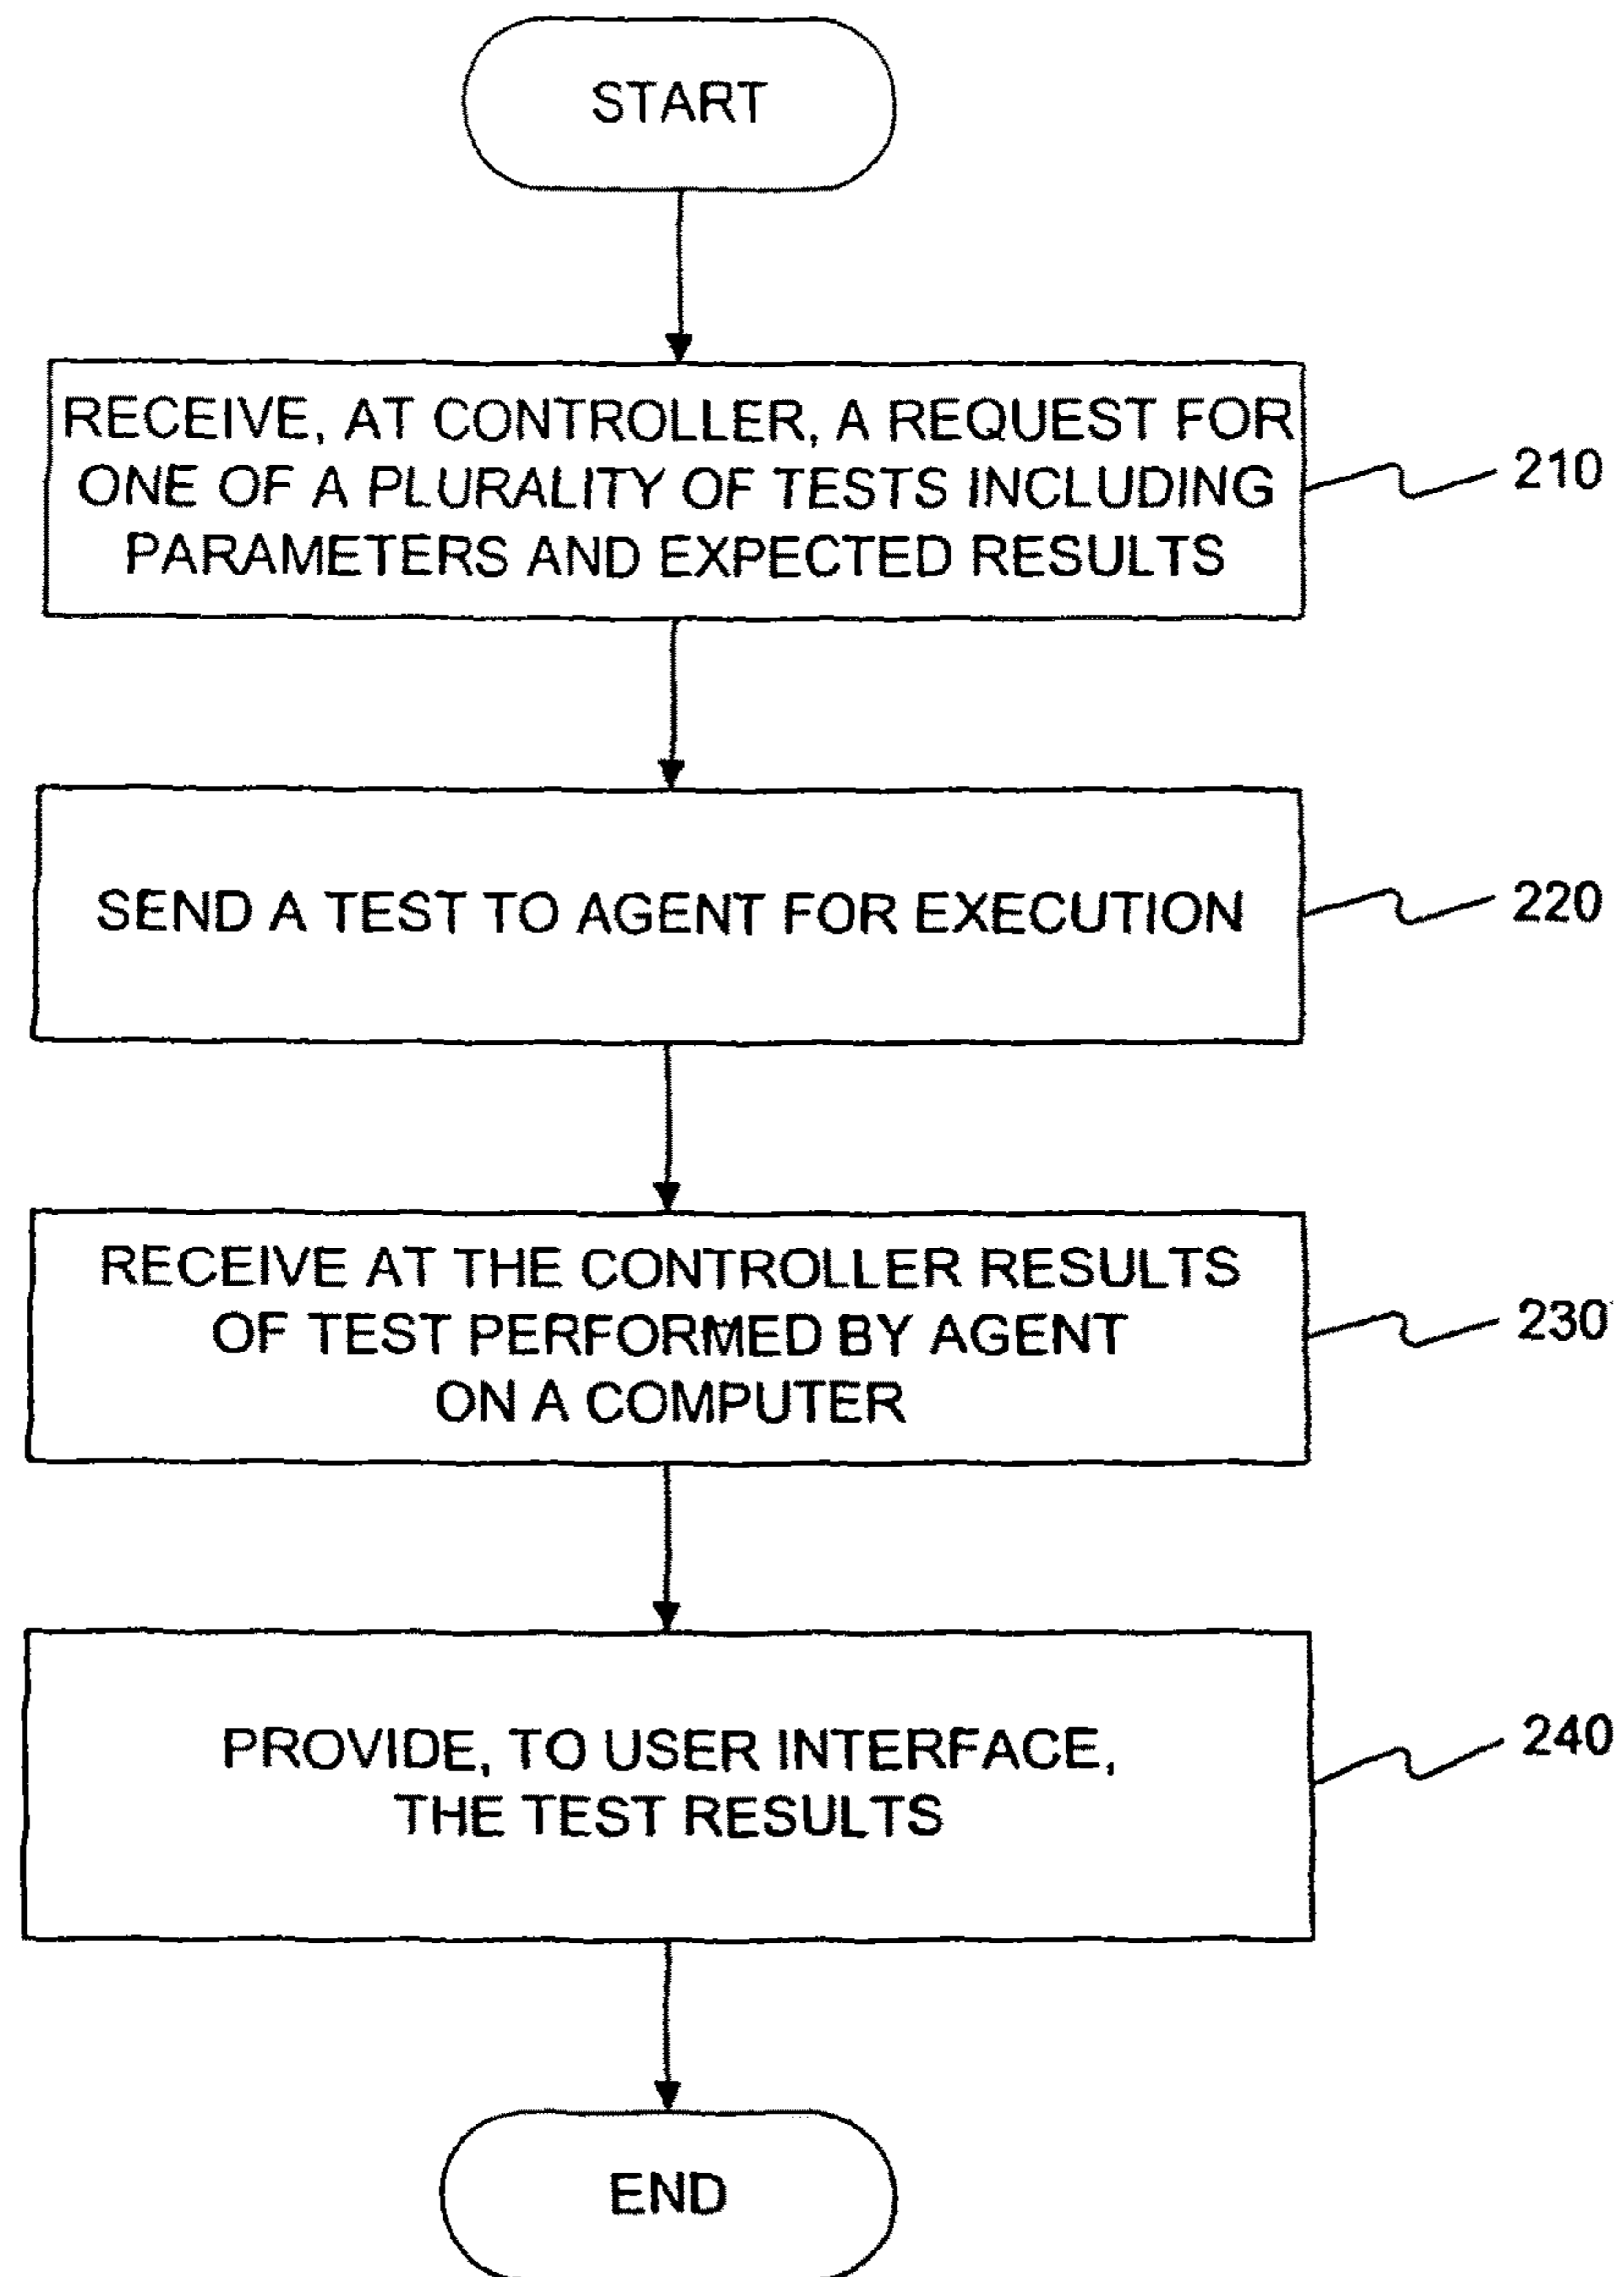 START
RECEIVE, AT CONTROLLER, A REQUEST FOR
ONE OF A PLURALITY OF TESTS INCLUDING
PARAMETERS AND EXPECTED RESULTS
210
SEND A TEST TO AGENT FOR EXECUTION
220
RECEIVE AT THE CONTROLLER RESULTS
OF TEST PERFORMED BY AGENT
ON A COMPUTER
230
PROVIDE, TO USER INTERFACE,
THE TEST RESULTS
240
END